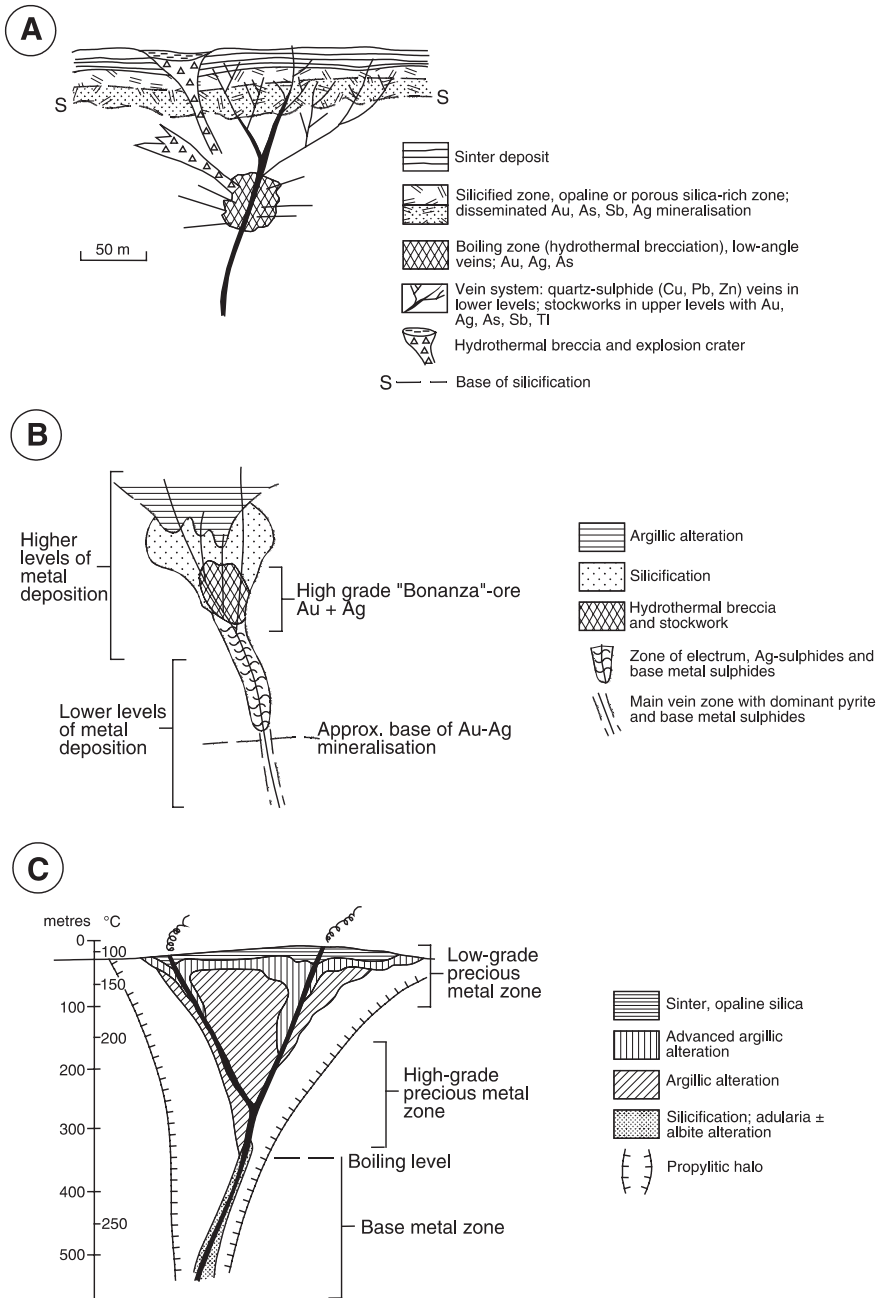 A
S
S
50 m
Sinter deposit
Silicified zone, opaline or porous silica-rich zone;
disseminated Au, As, Sb, Ag mineralisation
Boiling zone (hydrothermal brecciation), low-angle
veins; Au, Ag, As
Vein system: quartz-sulphide (Cu, Pb, Zn) veins in
lower levels; stockworks in upper levels with Au,
Ag, As, Sb, Tl
Hydrothermal breccia and explosion crater
S
Base of silicification
B
Higher
levels of
metal
deposition
High grade "Bonanza"-ore
Au + Ag
Lower levels
of metal
deposition
Approx. base of Au-Ag
mineralisation
Argillic alteration
Silicification
Hydrothermal breccia
and stockwork
Zone of electrum, Ag-sulphides and
base metal sulphides
Main vein zone with dominant pyrite
and base metal sulphides
C
metres °C
0
100
150
100
200
200
300
400
250
500
Low-grade
precious
metal zone
High-grade
precious metal
zone
Boiling level
Base metal zone
Sinter, opaline silica
Advanced argillic
alteration
Argillic alteration
Silicification; adularia ±
albite alteration
Propylitic halo